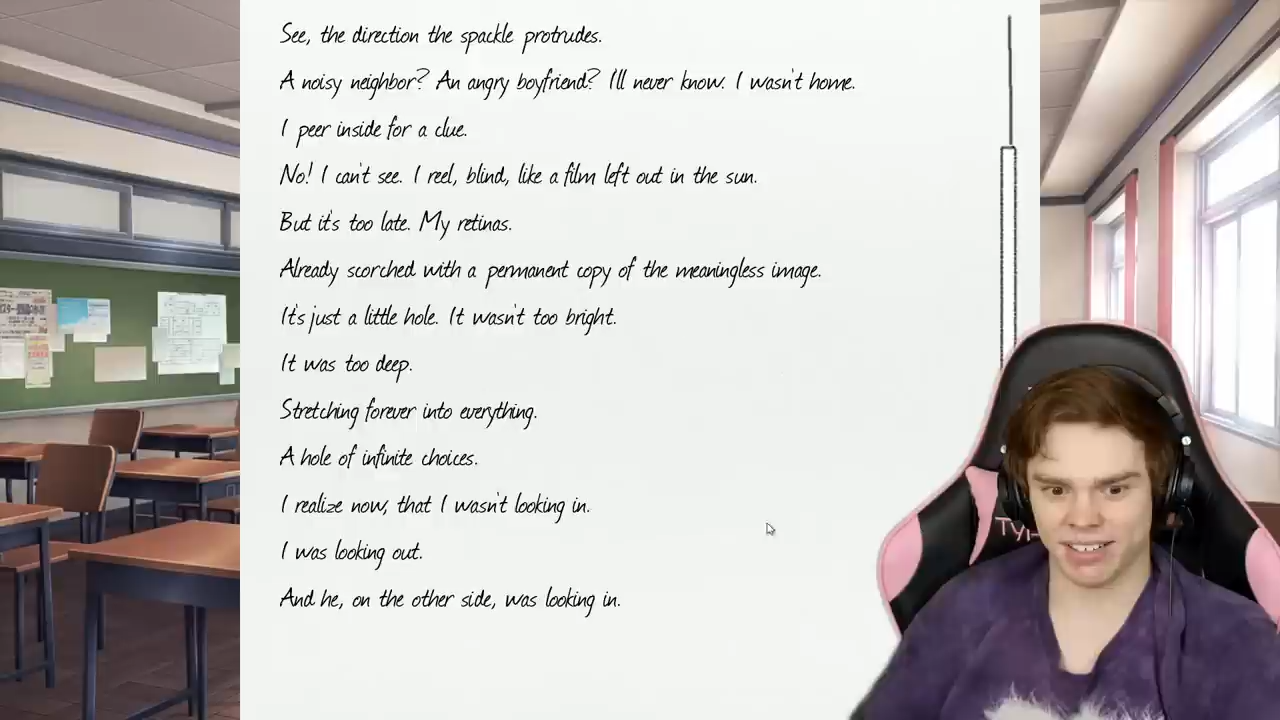 See, the direction the spackle protrudes.
A noisy neighbor? An angry boyfriend? I'll never know. I wasn't home.
I peer inside for a clue.
No! I can't see. I reel, blind, like a film left out in the sun.
But it's too late. My retinas.
Already scorched with a permanent copy of the meaningless image.
It's just a little hole. It wasn't too bright.
It was too deep.
Stretching forever into everything.
A hole of infinite choices.
I realize now, that I wasn't looking in.
I was looking out.
And he, on the other side, was looking in.